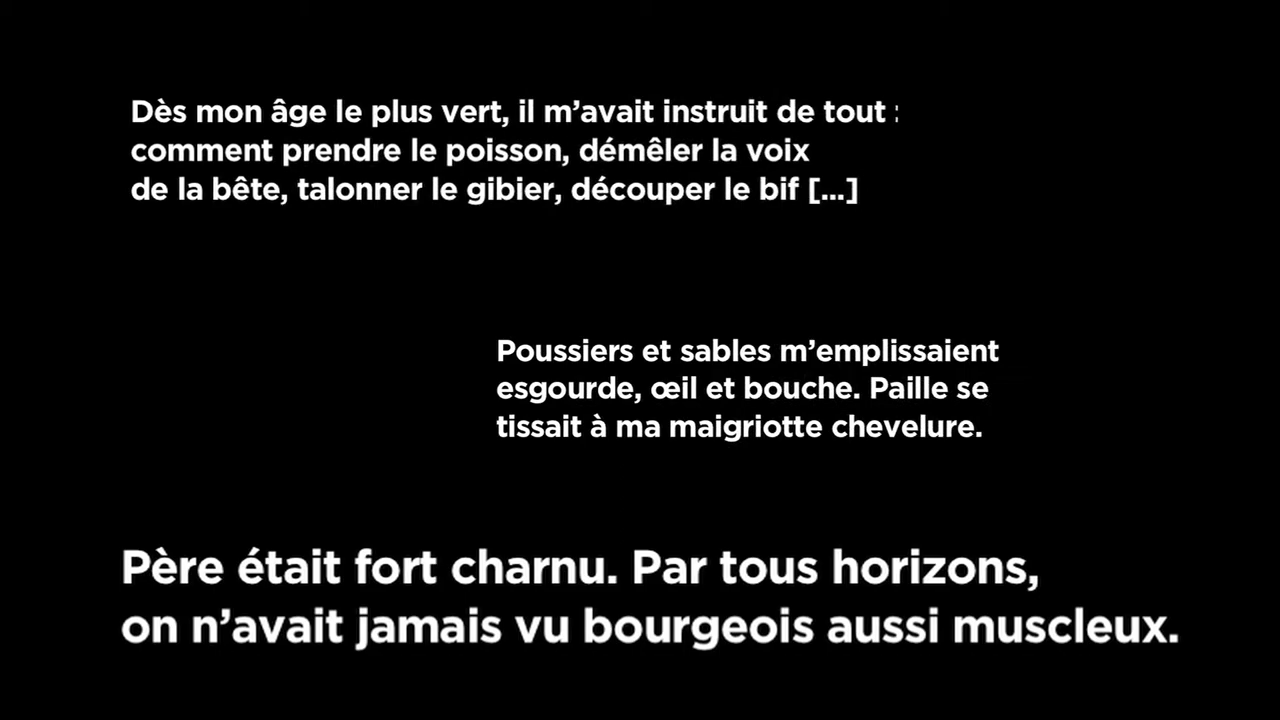 Dès mon âge le plus vert, il m’avait instruit de tout :
comment prendre le poisson, démêler la voix
de la bête, talonner le gibier, découper le bif [...]
Poussiers et sables m’emplissaient
esgourde, œil et bouche. Paille se
tissait à ma maigriotte chevelure.
Père était fort charnu. Par tous horizons,
on n’avait jamais vu bourgeois aussi muscleux.